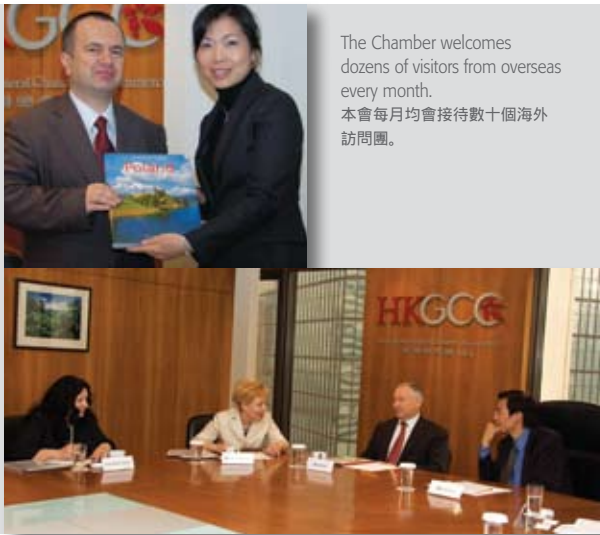 GCC
The Chamber welcomes
dozens of visitors from overseas
every month.
本會每月均會接待數十個海外
訪問團。
Poland
HKGCC